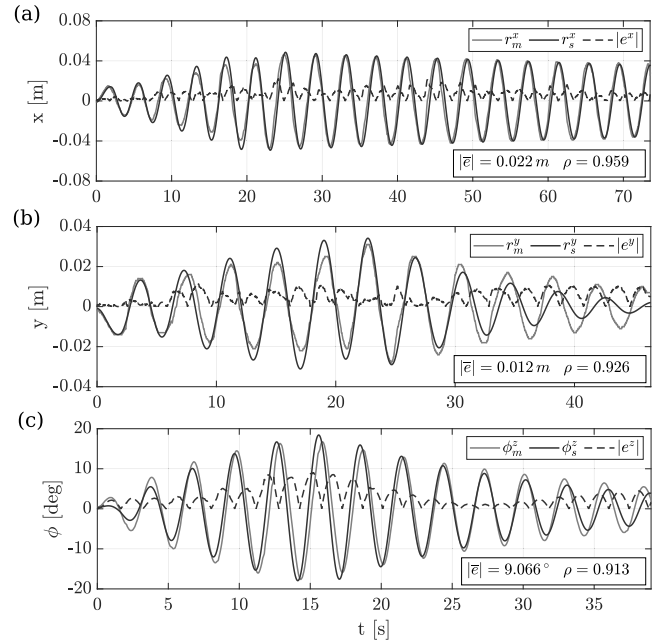 (a)
0.08
0.04
0
-0.04
-0.08
x [m]
r_m^x r_s^x |e^x|
|e̅| = 0.022 m ρ = 0.959
0 10 20 30 40 50 60 70
(b)
0.04
0.02
0
-0.02
-0.04
y [m]
r_m^y r_s^y |e^y|
|e̅| = 0.012 m ρ = 0.926
0 10 20 30 40
(c)
20
10
0
-10
-20
ϕ [deg]
ϕ_m^z ϕ_s^z |e^z|
|e̅| = 9.066° ρ = 0.913
0 5 10 15 20 25 30 35
t [s]